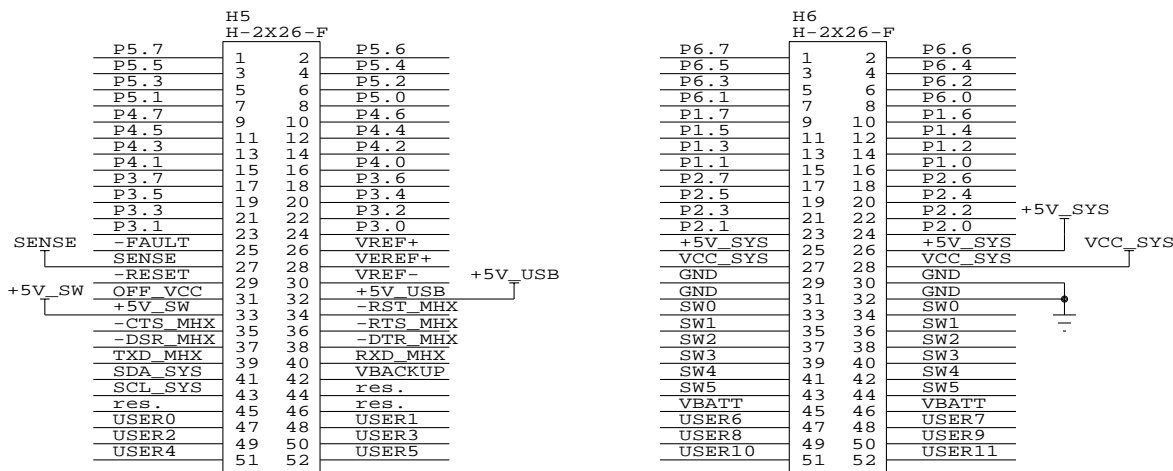 H5
H-2X26-F
P5.7 1 2 P5.6
P5.5 3 4 P5.4
P5.3 5 6 P5.2
P5.1 7 8 P5.0
P4.7 9 10 P4.6
P4.5 11 12 P4.4
P4.3 13 14 P4.2
P4.1 15 16 P4.0
P3.7 17 18 P3.6
P3.5 19 20 P3.4
P3.3 21 22 P3.2
P3.1 23 24 P3.0
-FAULT 25 26 VREF+
SENSE SENSE 27 28 VEREF+
-RESET 29 30 VREF- +5V_USB
+5V_SW OFF_VCC 31 32 +5V_USB
+5V_SW 33 34 -RST_MHX
-CTS_MHX 35 36 -RTS_MHX
-DSR_MHX 37 38 -DTR_MHX
TXD_MHX 39 40 RXD_MHX
SDA_SYS 41 42 VBACKUP
SCL_SYS 43 44 res.
res. 45 46 res.
USER0 47 48 USER1
USER2 49 50 USER3
USER4 51 52 USER5
H6
H-2X26-F
P6.7 1 2 P6.6
P6.5 3 4 P6.4
P6.3 5 6 P6.2
P6.1 7 8 P6.0
P1.7 9 10 P1.6
P1.5 11 12 P1.4
P1.3 13 14 P1.2
P1.1 15 16 P1.0
P2.7 17 18 P2.6
P2.5 19 20 P2.4
P2.3 21 22 P2.2 +5V_SYS
P2.1 23 24 P2.0
+5V_SYS 25 26 +5V_SYS VCC_SYS
VCC_SYS 27 28 VCC_SYS
GND 29 30 GND
GND 31 32 GND
SW0 33 34 SW0
SW1 35 36 SW1
SW2 37 38 SW2
SW3 39 40 SW3
SW4 41 42 SW4
SW5 43 44 SW5
VBATT 45 46 VBATT
USER6 47 48 USER7
USER8 49 50 USER9
USER10 51 52 USER11